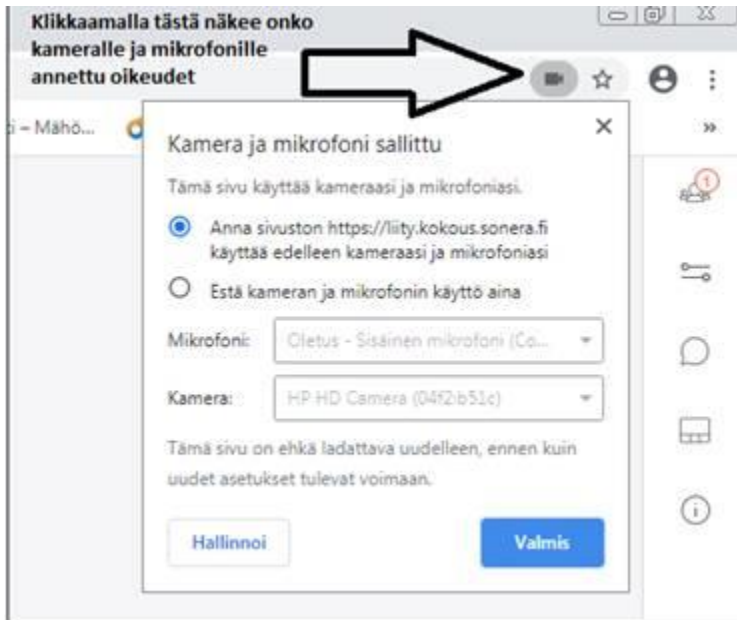 Klikkaamalla tästä näkee onko
kameralle ja mikrofonille
annettu oikeudet
i – Mähö...
Kamera ja mikrofoni sallittu
Tämä sivu käyttää kameraasi ja mikrofoniasi.
Anna sivuston https://liity.kokous.sonera.fi
käyttää edelleen kameraasi ja mikrofoniasi
Estä kameran ja mikrofonin käyttö aina
Mikrofoni: Oletus - Sisäinen mikrofoni (Co...
Kamera: HP HD Camera (04f2:b51c)
Tämä sivu on ehkä ladattava uudelleen, ennen kuin
uudet asetukset tulevat voimaan.
Hallinnoi Valmis
1